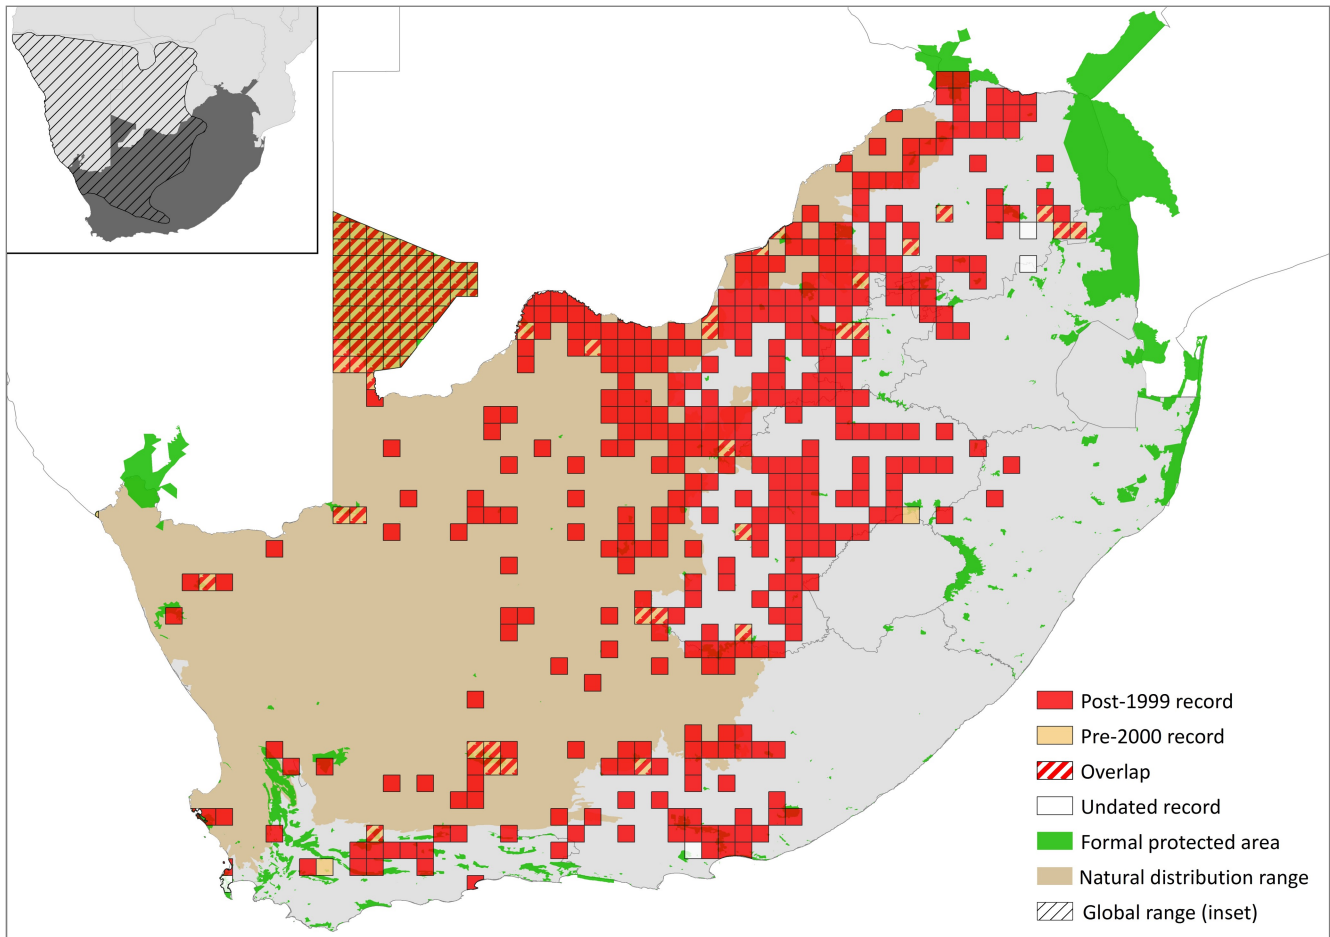 Post-1999 record
Pre-2000 record
Overlap
Undated record
Formal protected area
Natural distribution range
Global range (inset)